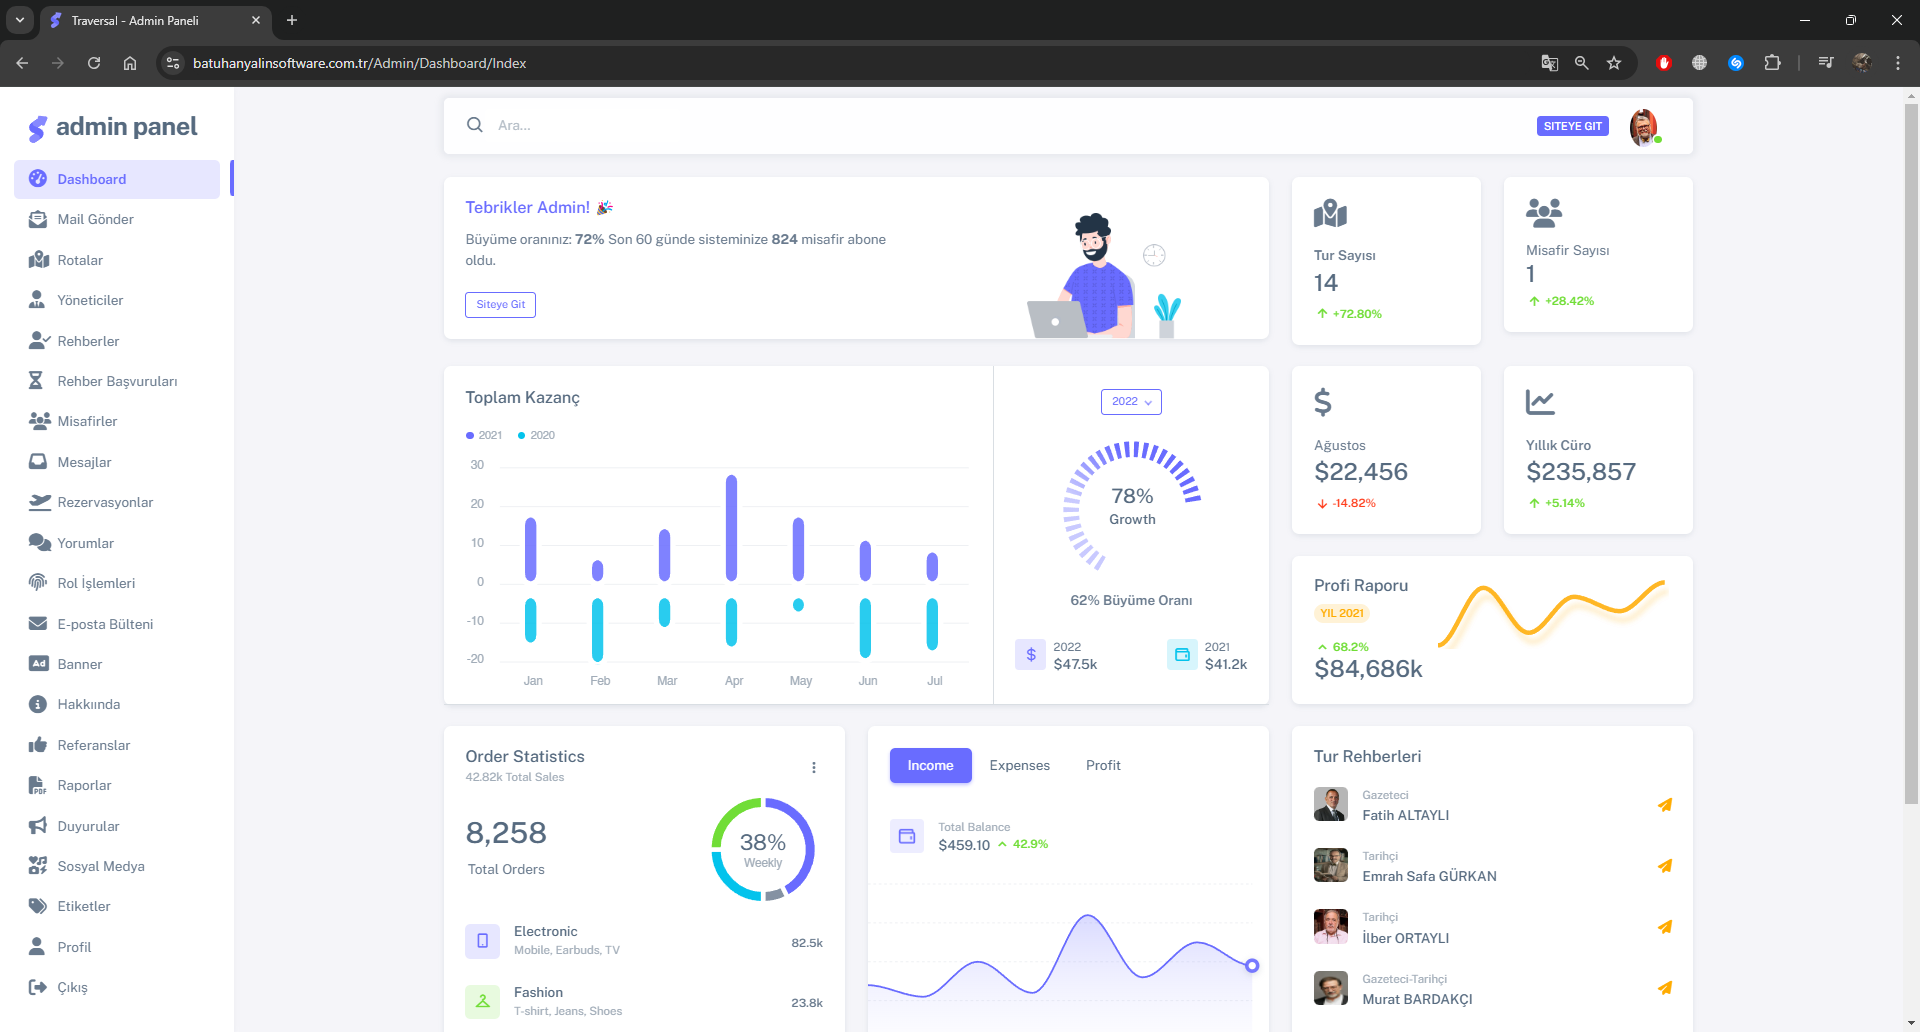 Traversal - Admin Paneli
batuhanyalinsoftware.com.tr/Admin/Dashboard/Index
admin panel
Dashboard
Mail Gönder
Rotalar
Yöneticiler
Rehberler
Rehber Başvuruları
Misafirler
Mesajlar
Rezervasyonlar
Yorumlar
Rol İşlemleri
E-posta Bülteni
Ad Banner
Hakkıında
Referanslar
PDF Raporlar
Duyurular
Sosyal Medya
Etiketler
Profil
Çıkış
Ara...
SITEYE GIT
Tebrikler Admin! 🎉
Büyüme oranınız: 72% Son 60 günde sisteminize 824 misafir abone
oldu.
Siteye Git
Tur Sayısı
14
+72.80%
Misafir Sayısı
1
+28.42%
Toplam Kazanç
2021 2020
30
20
10
0
-10
-20
Jan Feb Mar Apr May Jun Jul
2022
78%
Growth
62% Büyüme Oranı
$ 2022
$47.5k
2021
$41.2k
$
Ağustos
$22,456
-14.82%
Yıllık Cüro
$235,857
+5.14%
Profi Raporu
YIL 2021
68.2%
$84,686k
Order Statistics
42.82k Total Sales
8,258
Total Orders
38%
Weekly
Electronic
Mobile, Earbuds, TV
82.5k
Fashion
T-shirt, Jeans, Shoes
23.8k
Income Expenses Profit
Total Balance
$459.10 42.9%
Tur Rehberleri
Gazeteci
Fatih ALTAYLI
Tarihçi
Emrah Safa GÜRKAN
Tarihçi
İlber ORTAYLI
Gazeteci-Tarihçi
Murat BARDAKÇI